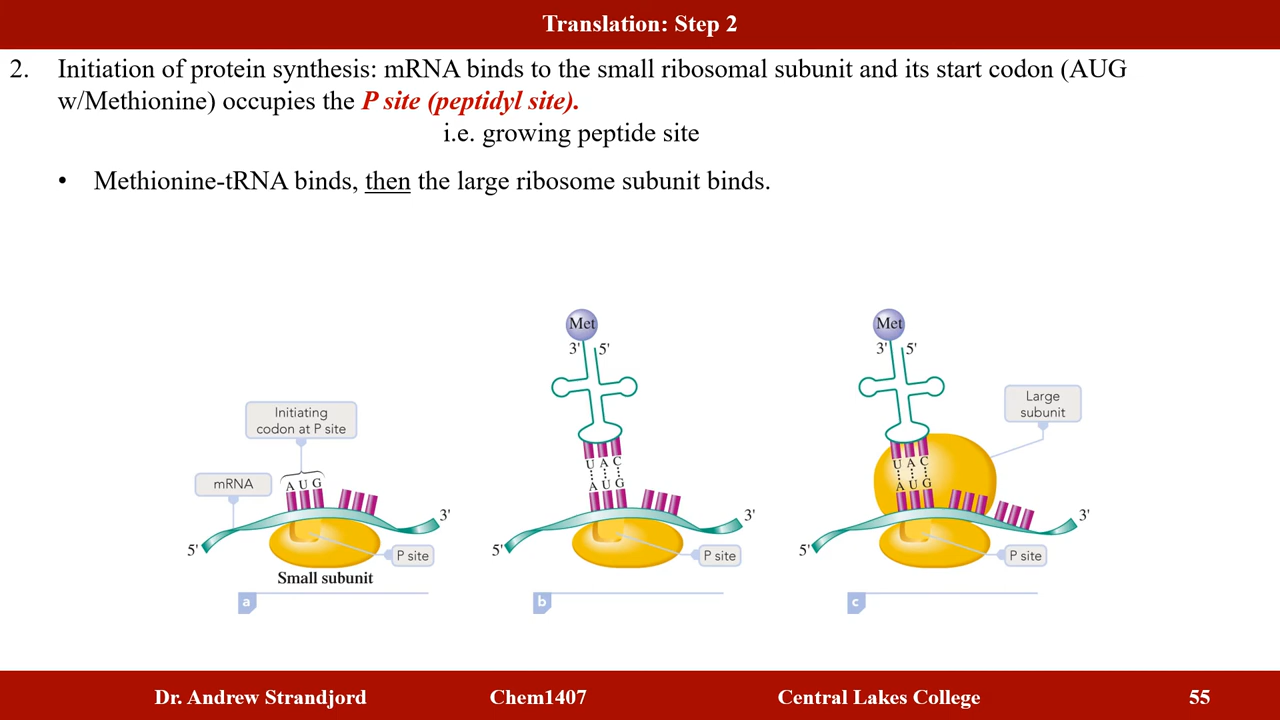 Translation: Step 2
2. Initiation of protein synthesis: mRNA binds to the small ribosomal subunit and its start codon (AUG
w/Methionine) occupies the P site (peptidyl site).
i.e. growing peptide site
• Methionine-tRNA binds, then the large ribosome subunit binds.
Initiating
codon at P site
mRNA
A U G
5'
3'
P site
Small subunit
a
Met
3' 5'
U A C
A U G
5'
3'
P site
b
Met
3' 5'
Large
subunit
U A C
A U G
5'
3'
P site
c
Dr. Andrew Strandjord Chem1407 Central Lakes College 55